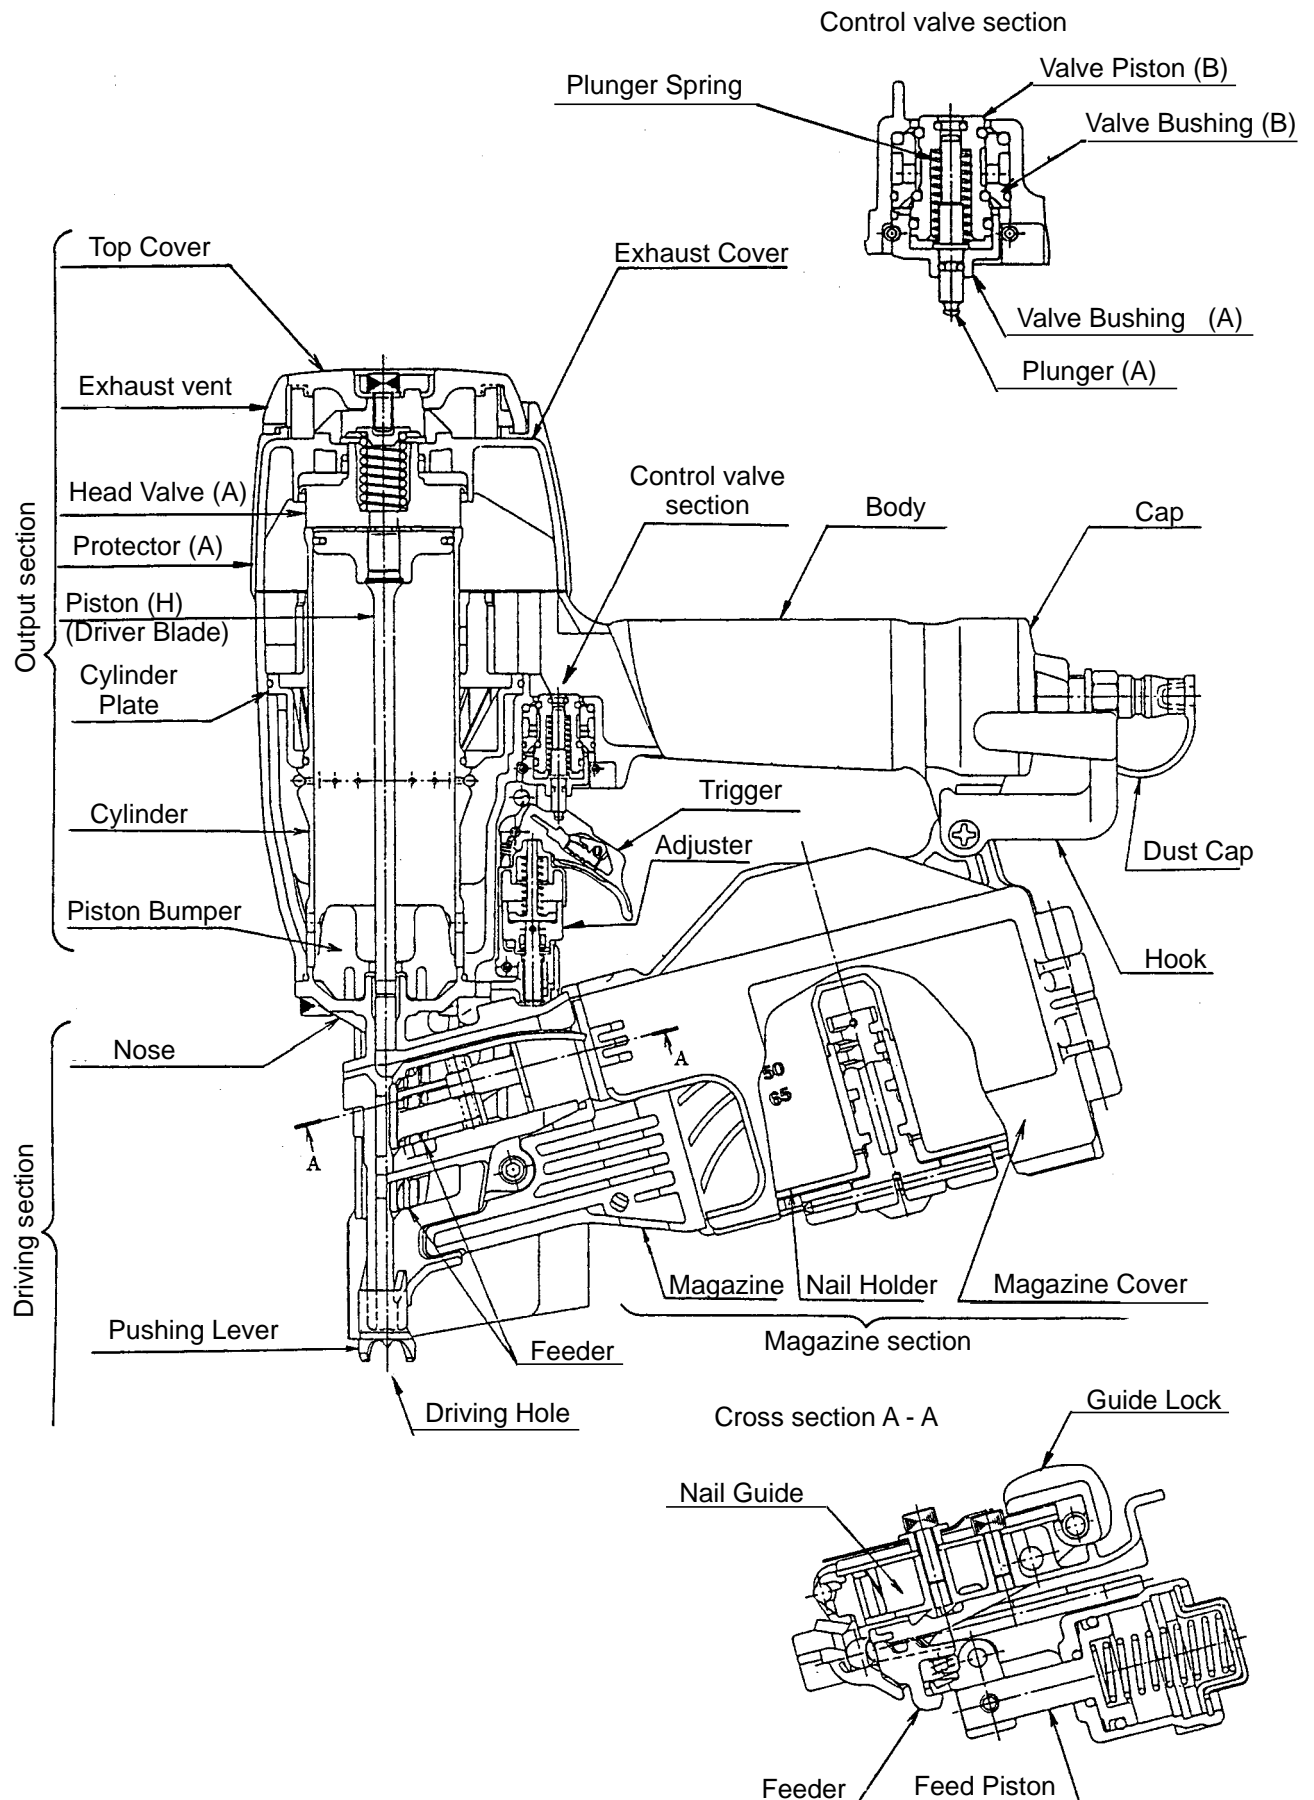 Control valve section
Plunger Spring
Valve Piston (B)
Valve Bushing (B)
Valve Bushing (A)
Plunger (A)
Output section
Top Cover
Exhaust Cover
Exhaust vent
Head Valve (A)
Protector (A)
Piston (H)
(Driver Blade)
Cylinder
Plate
Cylinder
Piston Bumper
Control valve
section
Body
Cap
Trigger
Adjuster
Dust Cap
Hook
Driving section
Nose
A
A
50
65
Magazine
Nail Holder
Magazine Cover
Magazine section
Pushing Lever
Feeder
Driving Hole
Cross section A - A
Guide Lock
Nail Guide
Feeder
Feed Piston